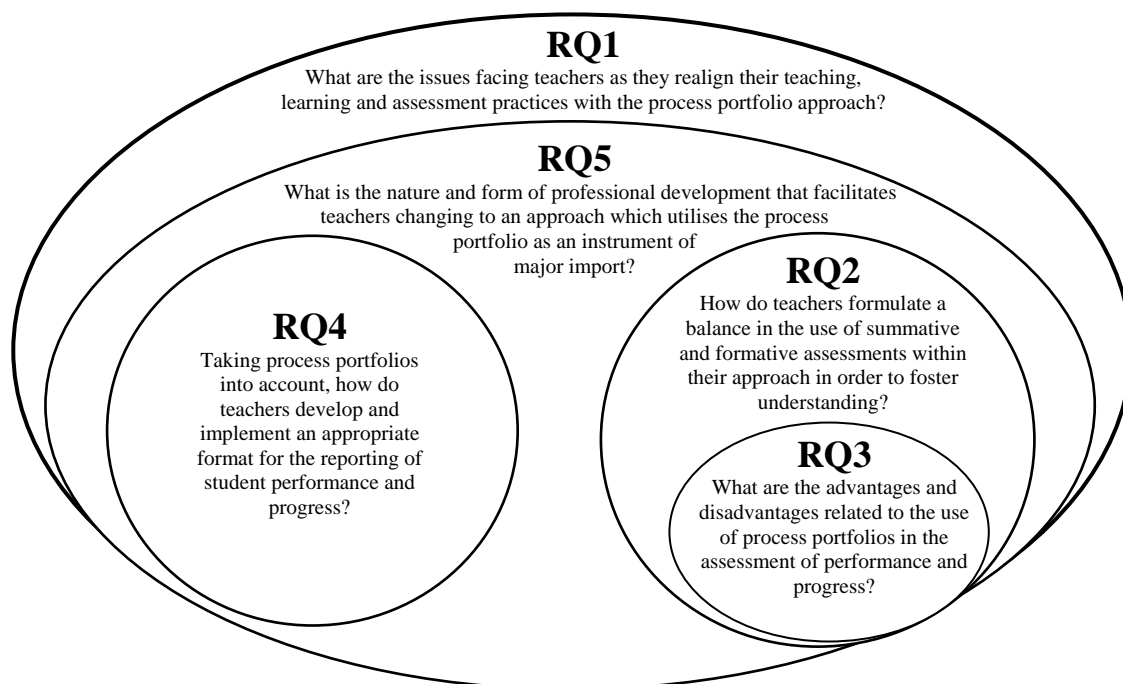 RQ1
What are the issues facing teachers as they realign their teaching,
learning and assessment practices with the process portfolio approach?
RQ5
What is the nature and form of professional development that facilitates
teachers changing to an approach which utilises the process
portfolio as an instrument of
major import?
RQ4
Taking process portfolios
into account, how do
teachers develop and
implement an appropriate
format for the reporting of
student performance and
progress?
RQ2
How do teachers formulate a
balance in the use of summative
and formative assessments within
their approach in order to foster
understanding?
RQ3
What are the advantages and
disadvantages related to the use
of process portfolios in the
assessment of performance and
progress?